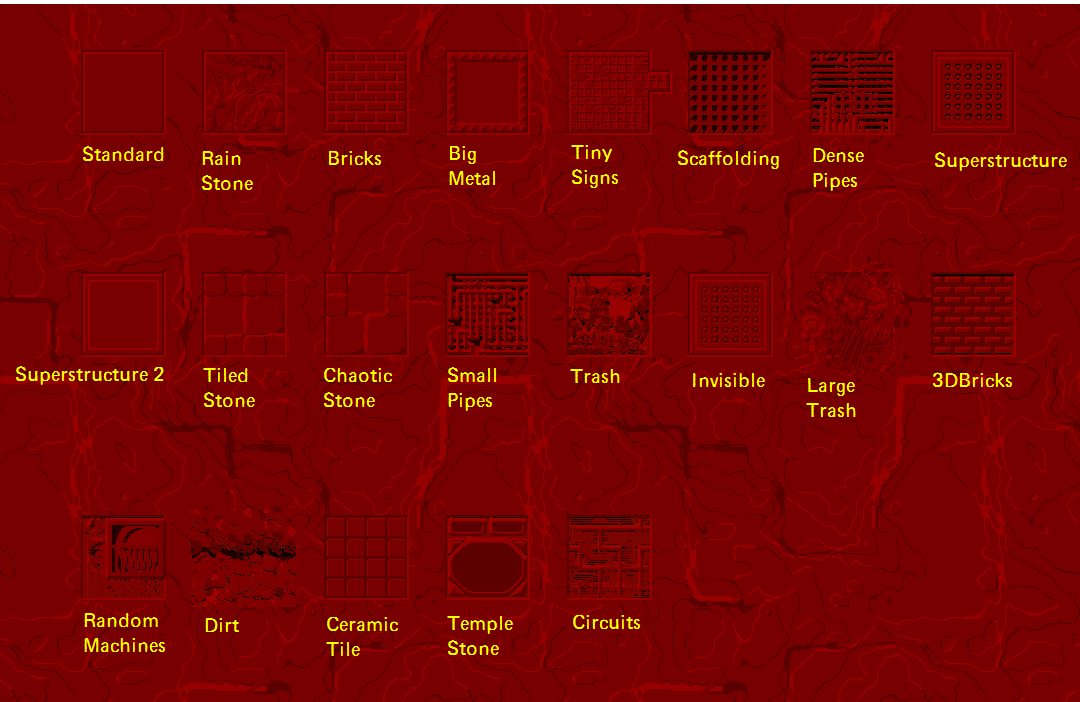 Standard
Rain
Stone
Bricks
Big
Metal
Tiny
Signs
Scaffolding
Dense
Pipes
Superstructure
Superstructure 2
Tiled
Stone
Chaotic
Stone
Small
Pipes
Trash
Invisible
Large
Trash
3DBricks
Random
Machines
Dirt
Ceramic
Tile
Temple
Stone
Circuits